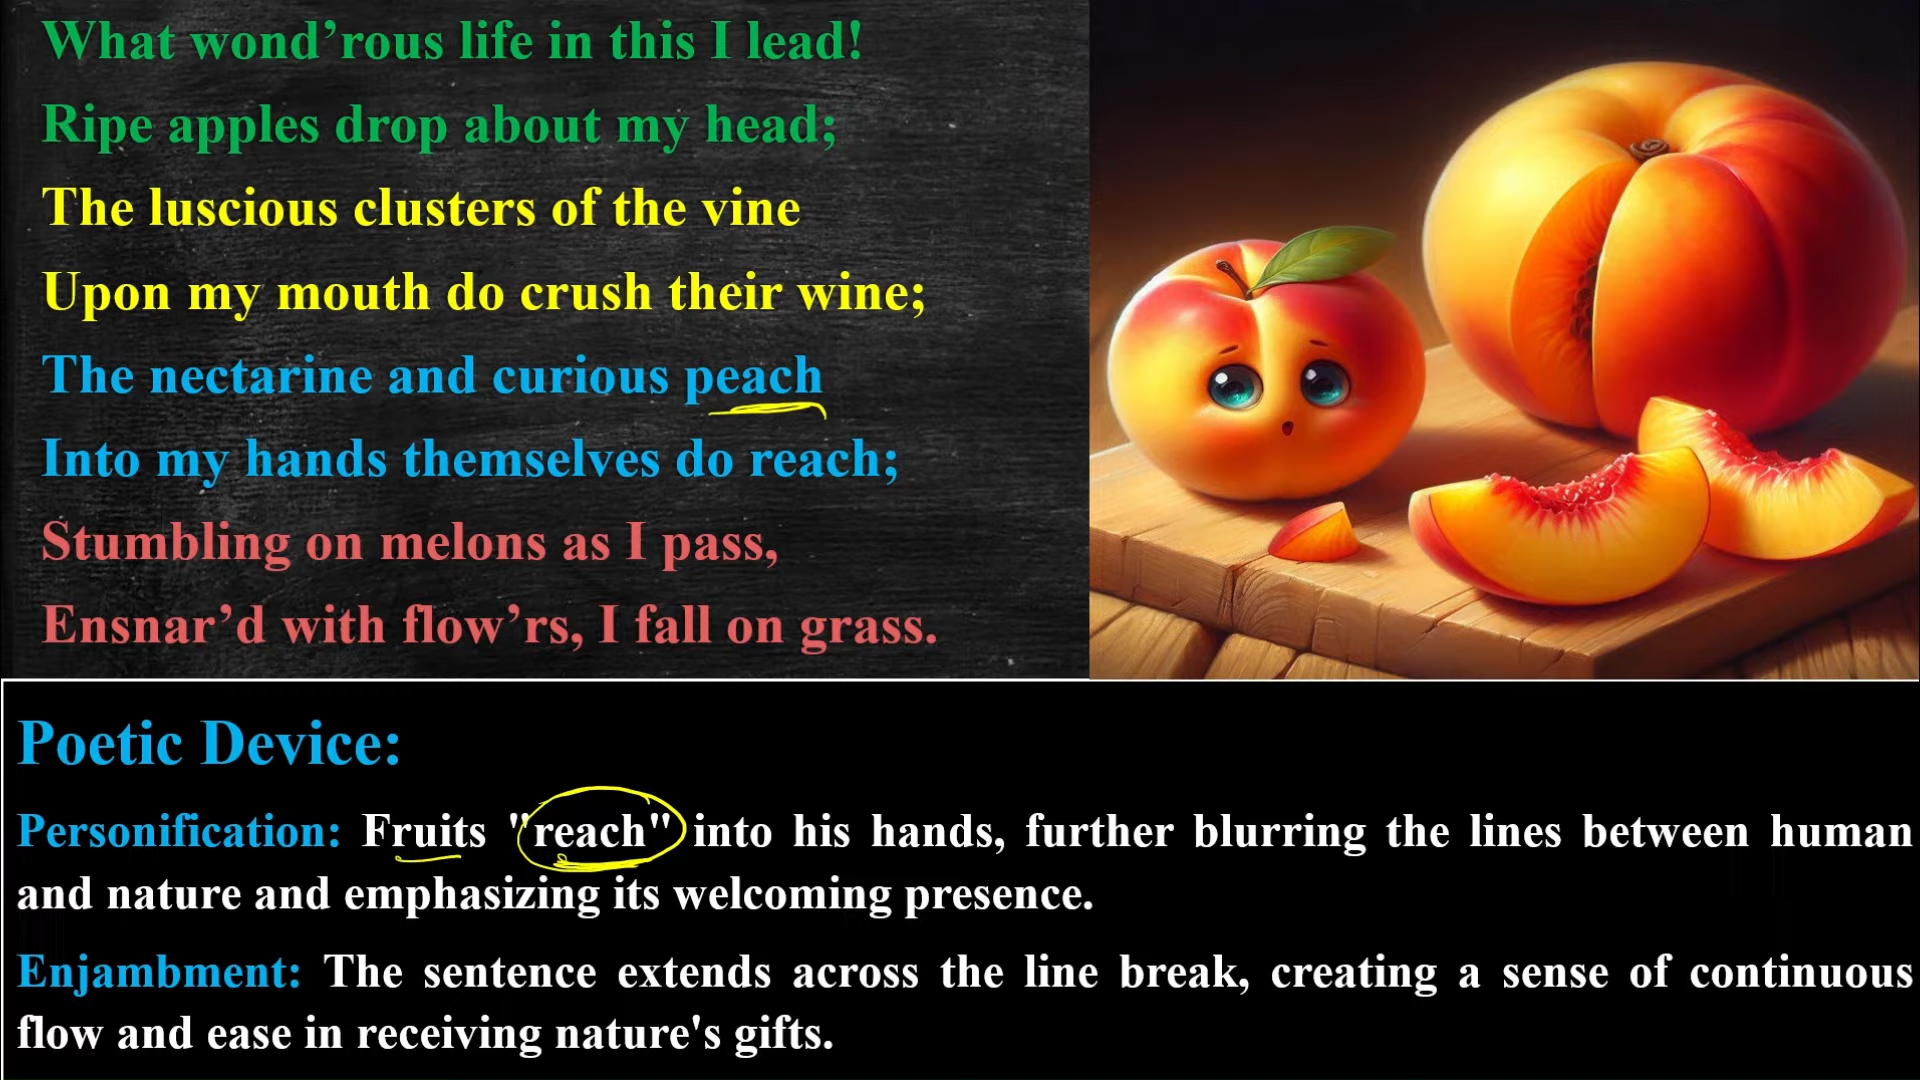 What wond’rous life in this I lead!
Ripe apples drop about my head;
The luscious clusters of the vine
Upon my mouth do crush their wine;
The nectarine and curious peach
Into my hands themselves do reach;
Stumbling on melons as I pass,
Ensnar’d with flow’rs, I fall on grass.
Poetic Device:
Personification: Fruits "reach" into his hands, further blurring the lines between human
and nature and emphasizing its welcoming presence.
Enjambment: The sentence extends across the line break, creating a sense of continuous
flow and ease in receiving nature's gifts.